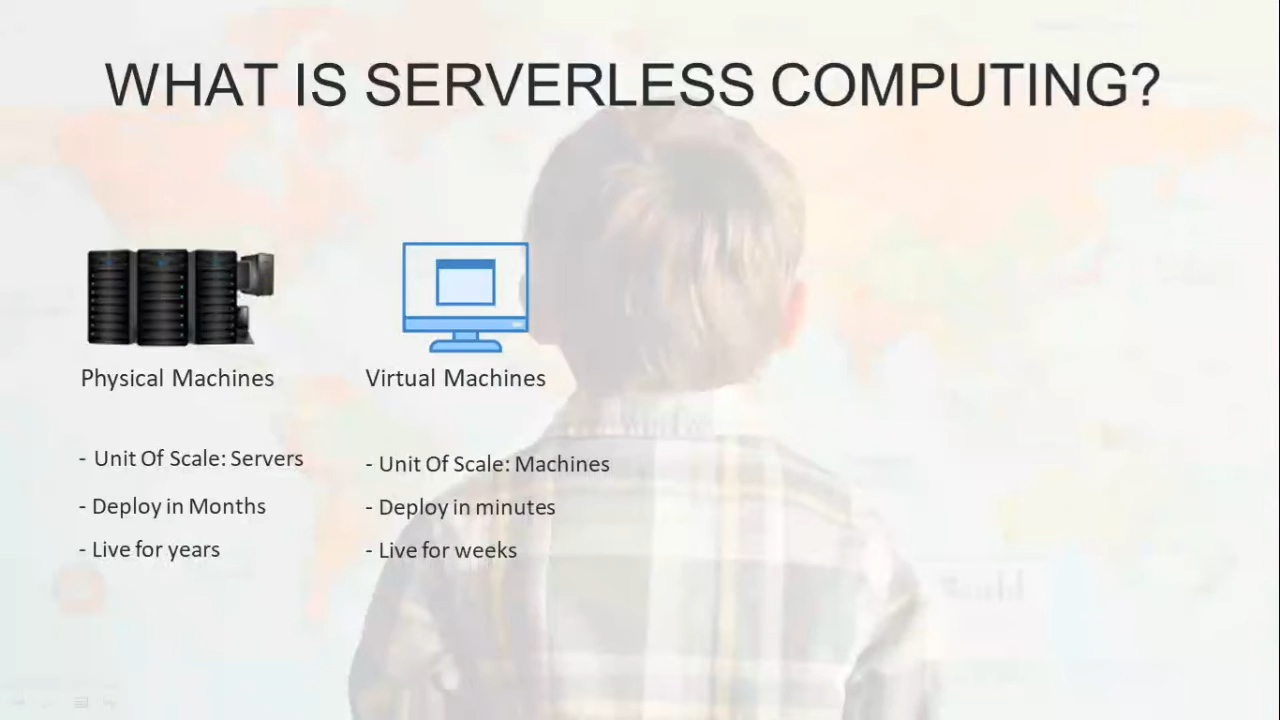 WHAT IS SERVERLESS COMPUTING?
Physical Machines
- Unit Of Scale: Servers
- Deploy in Months
- Live for years
Virtual Machines
- Unit Of Scale: Machines
- Deploy in minutes
- Live for weeks